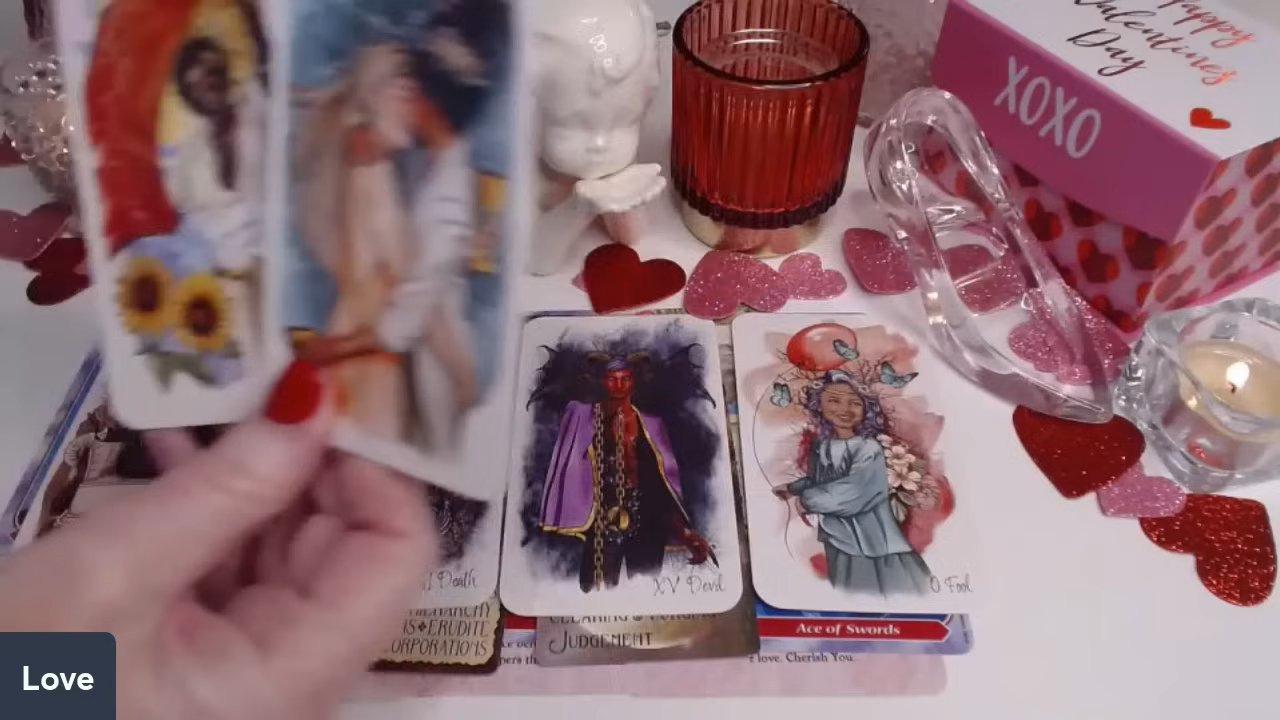 Happy
Valentines
Day
XOXO
Death
XV Devil
0 Fool
HIERARCHY
ERUDITE
CORPORATIONS
JUDGEMENT
Ace of Swords
love. Cherish You
Love